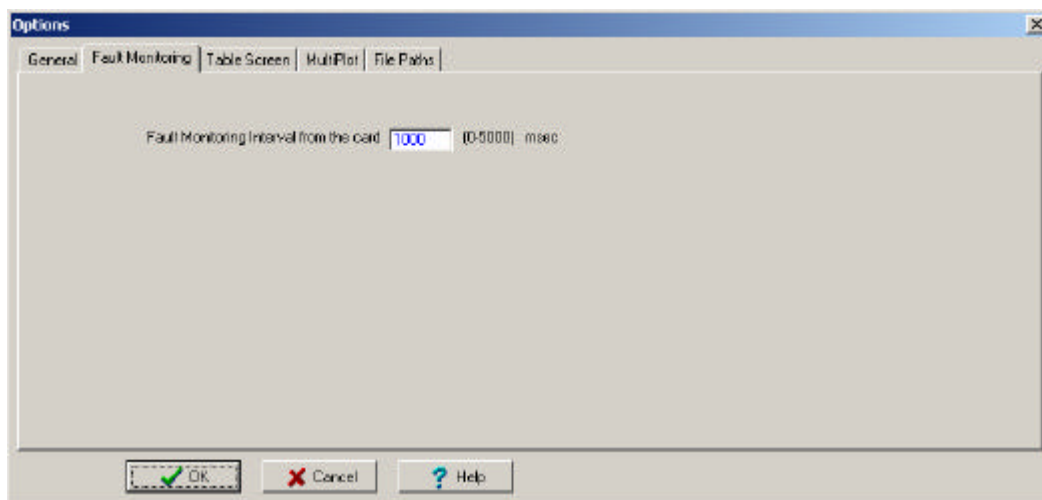 Options
General Fault Monitoring Table Screen MultiPlot File Paths
Fault Monitoring Interval from the card 1000 (0-5000) msec
OK Cancel ? Help